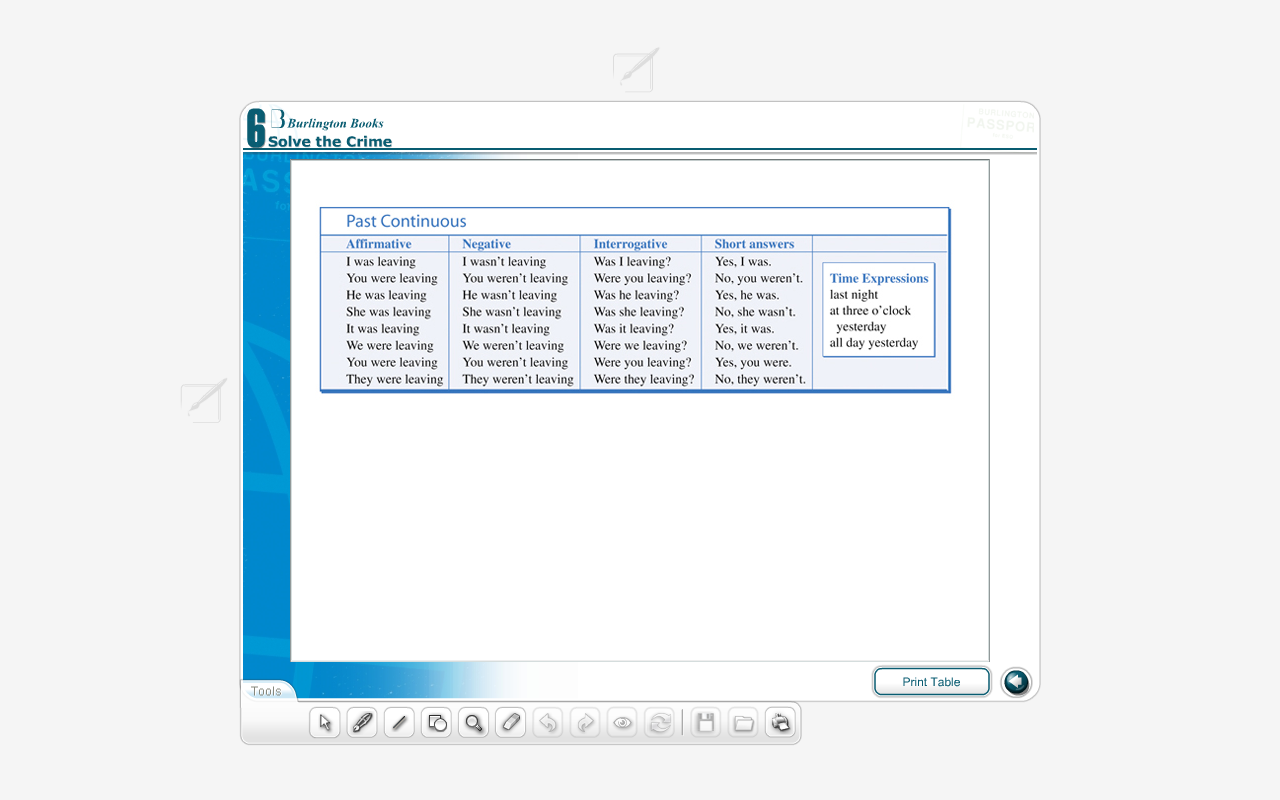 6 B Burlington Books
Solve the Crime
BURLINGTON
PASSPOR
BURLINGTO
ASS
for
Past Continuous
Affirmative Negative Interrogative Short answers
I was leaving I wasn't leaving Was I leaving? Yes, I was.
You were leaving You weren't leaving Were you leaving? No, you weren't.
He was leaving He wasn't leaving Was he leaving? Yes, he was.
She was leaving She wasn't leaving Was she leaving? No, she wasn't.
It was leaving It wasn't leaving Was it leaving? Yes, it was.
We were leaving We weren't leaving Were we leaving? No, we weren't.
You were leaving You weren't leaving Were you leaving? Yes, you were.
They were leaving They weren't leaving Were they leaving? No, they weren't.
Time Expressions
last night
at three o'clock
yesterday
all day yesterday
Print Table
Tools